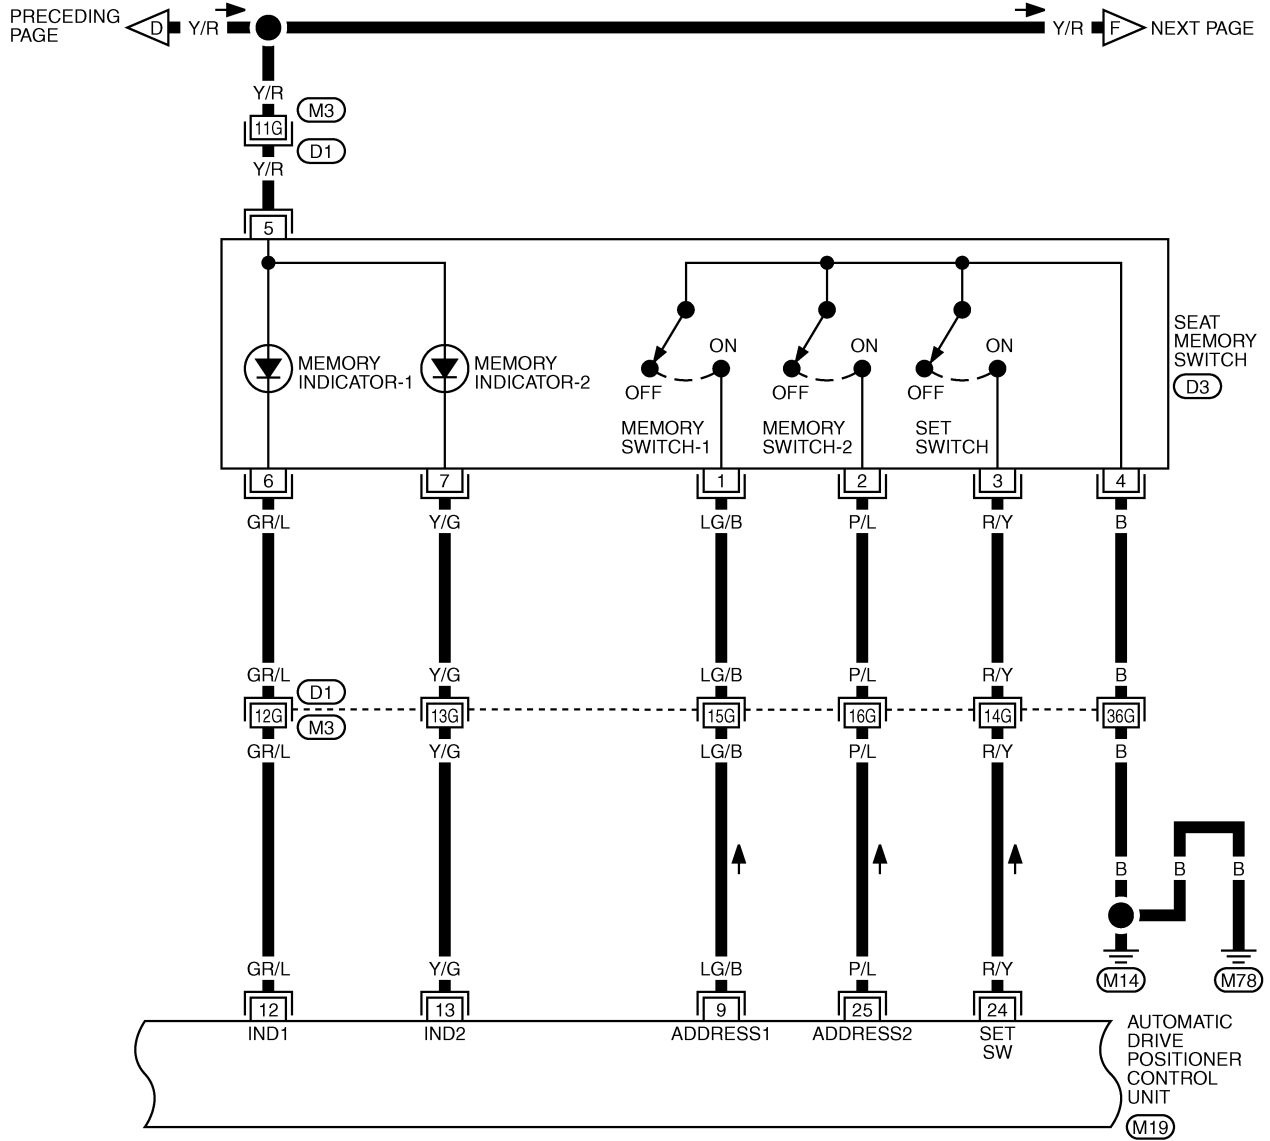 PRECEDING
PAGE
D
Y/R
Y/R
F
NEXT PAGE
Y/R
M3
11G
D1
Y/R
5
MEMORY
INDICATOR-1
MEMORY
INDICATOR-2
ON
OFF
MEMORY
SWITCH-1
ON
OFF
MEMORY
SWITCH-2
ON
OFF
SET
SWITCH
SEAT
MEMORY
SWITCH
D3
6
7
1
2
3
4
GR/L
Y/G
LG/B
P/L
R/Y
B
GR/L
Y/G
LG/B
P/L
R/Y
B
D1
12G
13G
15G
16G
14G
36G
M3
GR/L
Y/G
LG/B
P/L
R/Y
B
B
B
B
GR/L
Y/G
LG/B
P/L
R/Y
M14
M78
12
13
9
25
24
IND1
IND2
ADDRESS1
ADDRESS2
SET
SW
AUTOMATIC
DRIVE
POSITIONER
CONTROL
UNIT
M19